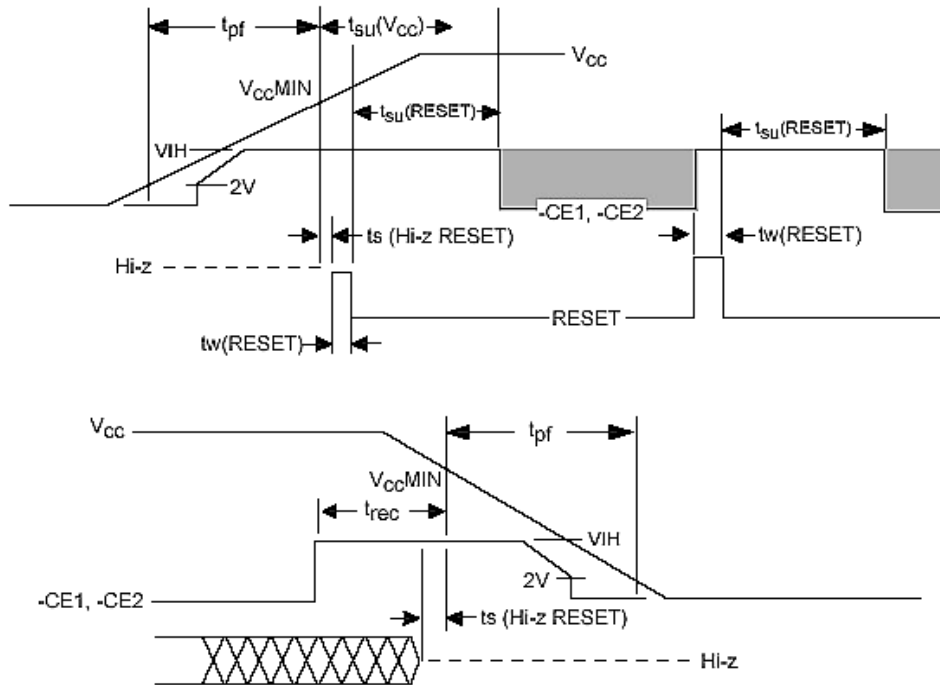 tpf
tsu(Vcc)
Vcc
VccMIN
tsu(RESET)
tsu(RESET)
VIH
2V
-CE1, -CE2
ts (Hi-z RESET)
tw(RESET)
Hi-z
RESET
tw(RESET)
Vcc
tpf
VccMIN
trec
VIH
2V
-CE1, -CE2
ts (Hi-z RESET)
Hi-z